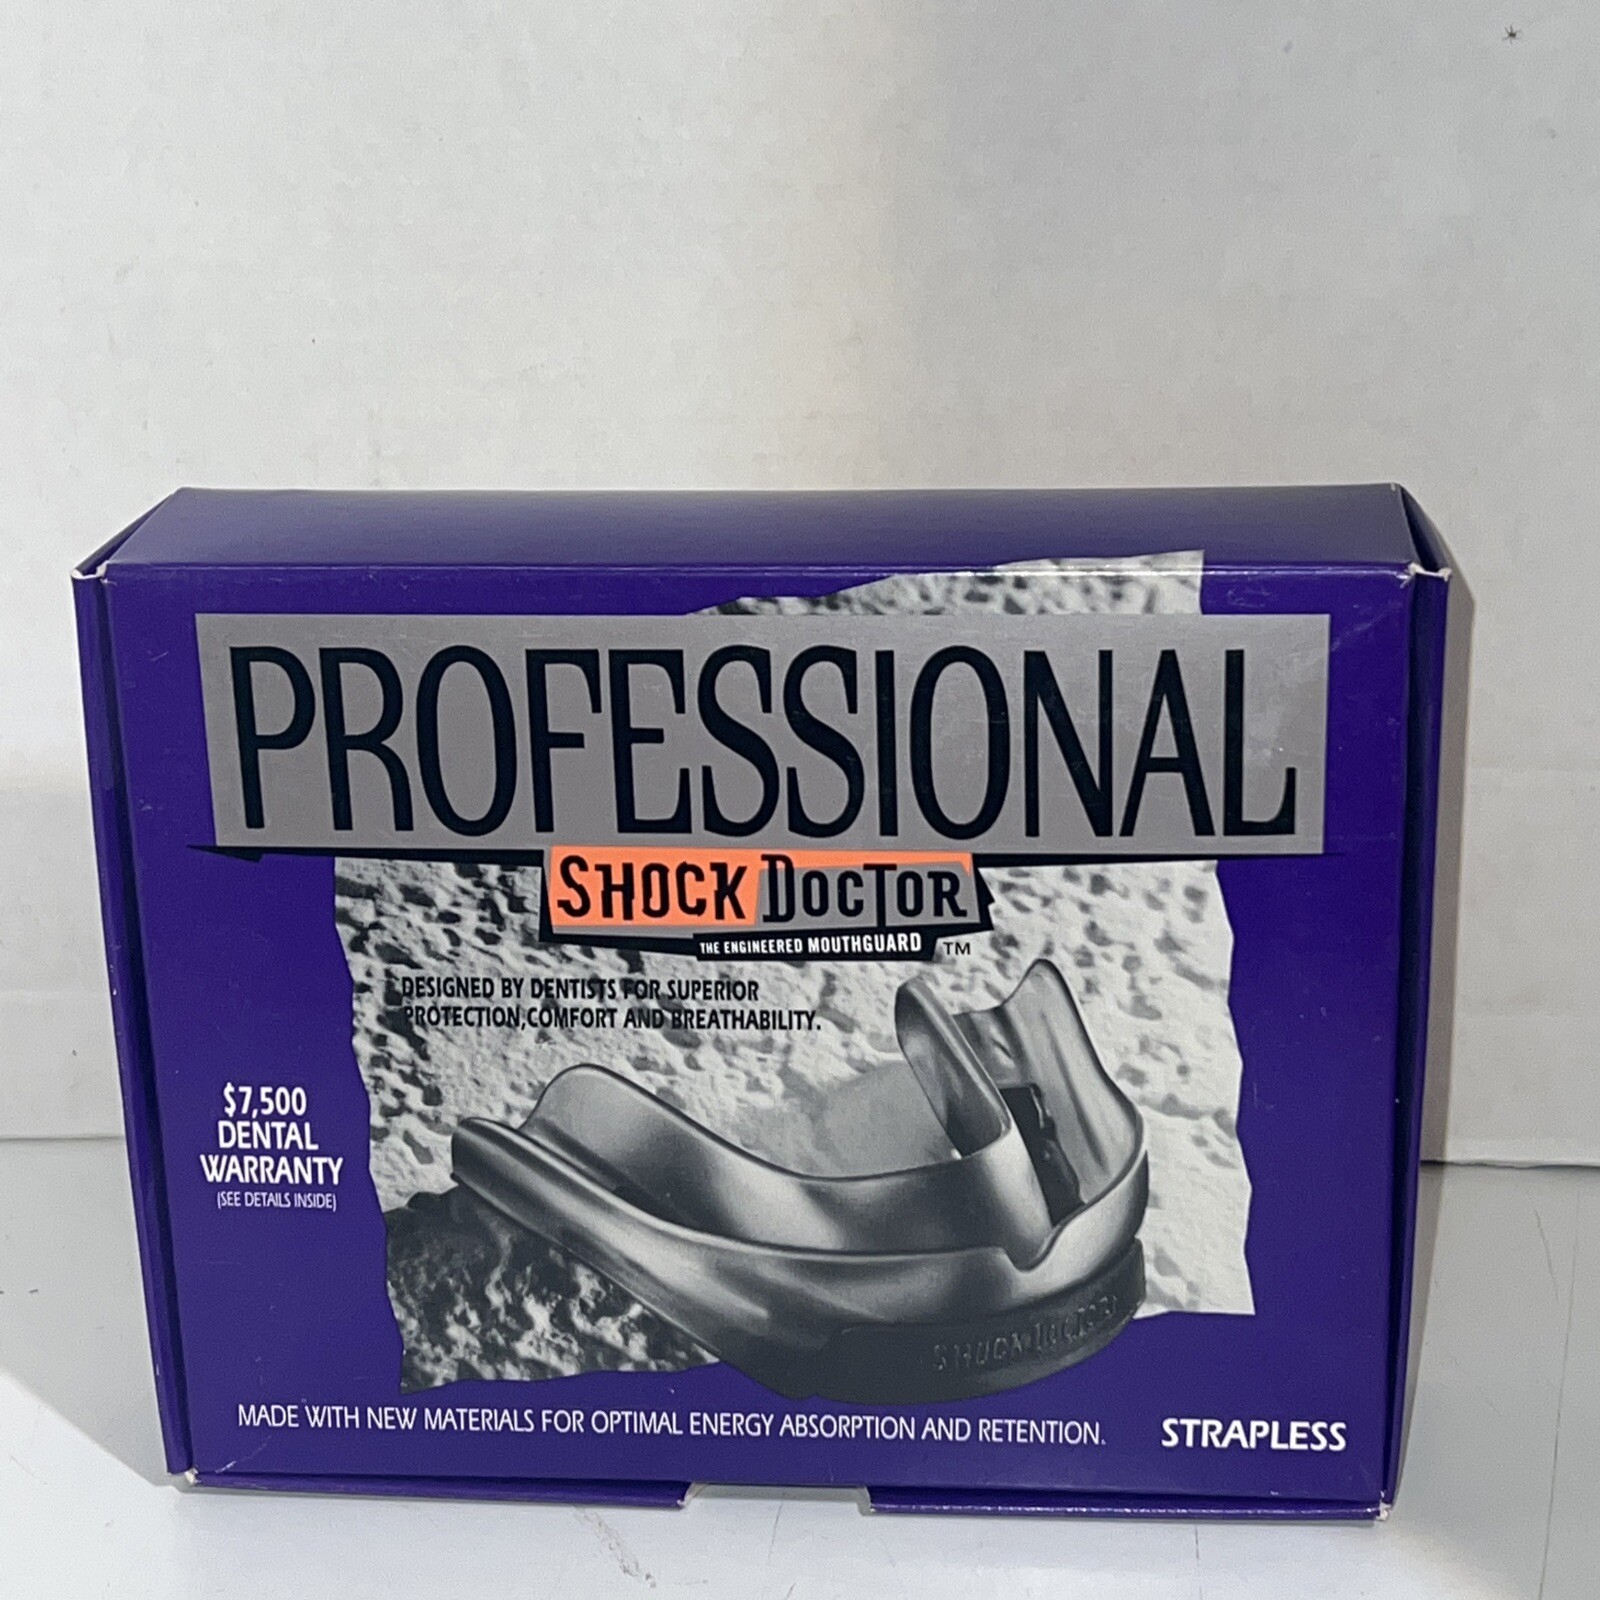 PROFESSIONAL
SHOCK DOCTOR
THE ENGINEERED MOUTHGUARD TM
DESIGNED BY DENTISTS FOR SUPERIOR
PROTECTION,COMFORT AND BREATHABILITY.
$7,500
DENTAL
WARRANTY
(SEE DETAILS INSIDE)
SHOCK DOCTOR
MADE WITH NEW MATERIALS FOR OPTIMAL ENERGY ABSORPTION AND RETENTION.
STRAPLESS